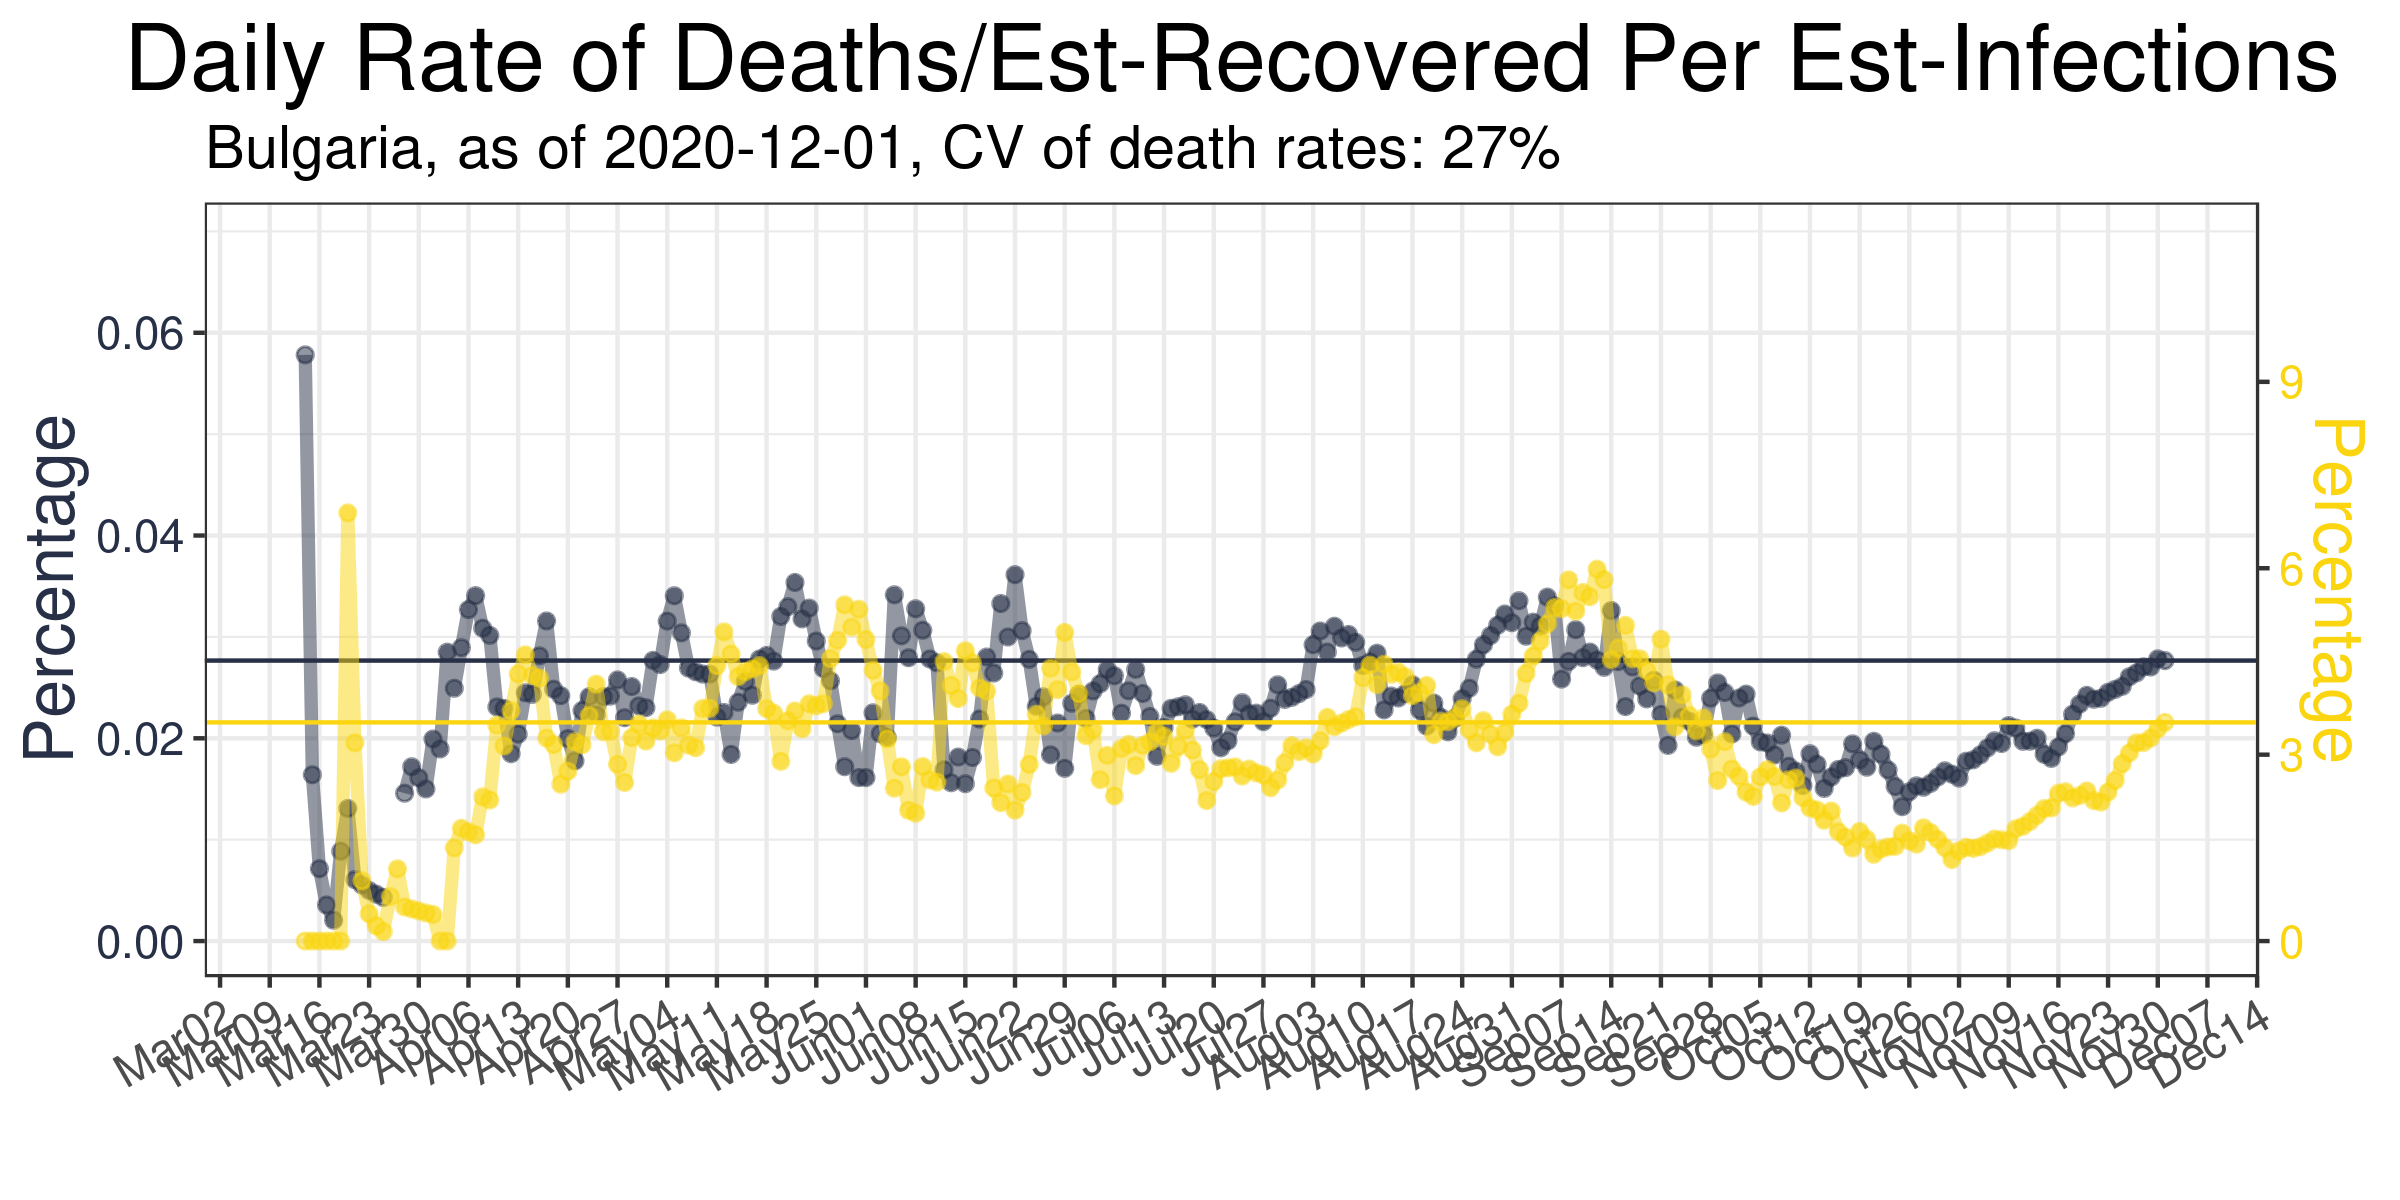 Daily Rate of Deaths/Est-Recovered Per Est-Infections
Bulgaria, as of 2020-12-01, CV of death rates: 27%
Percentage
0.06
0.04
0.02
0.00
9
6
3
0
Percentage
Mar02
Mar09
Mar16
Mar23
Mar30
Apr06
Apr13
Apr20
Apr27
May04
May11
May18
May25
Jun01
Jun08
Jun15
Jun22
Jun29
Jul06
Jul13
Jul20
Jul27
Aug03
Aug10
Aug17
Aug24
Aug31
Sep07
Sep14
Sep21
Sep28
Oct05
Oct12
Oct19
Oct26
Nov02
Nov09
Nov16
Nov23
Nov30
Dec07
Dec14